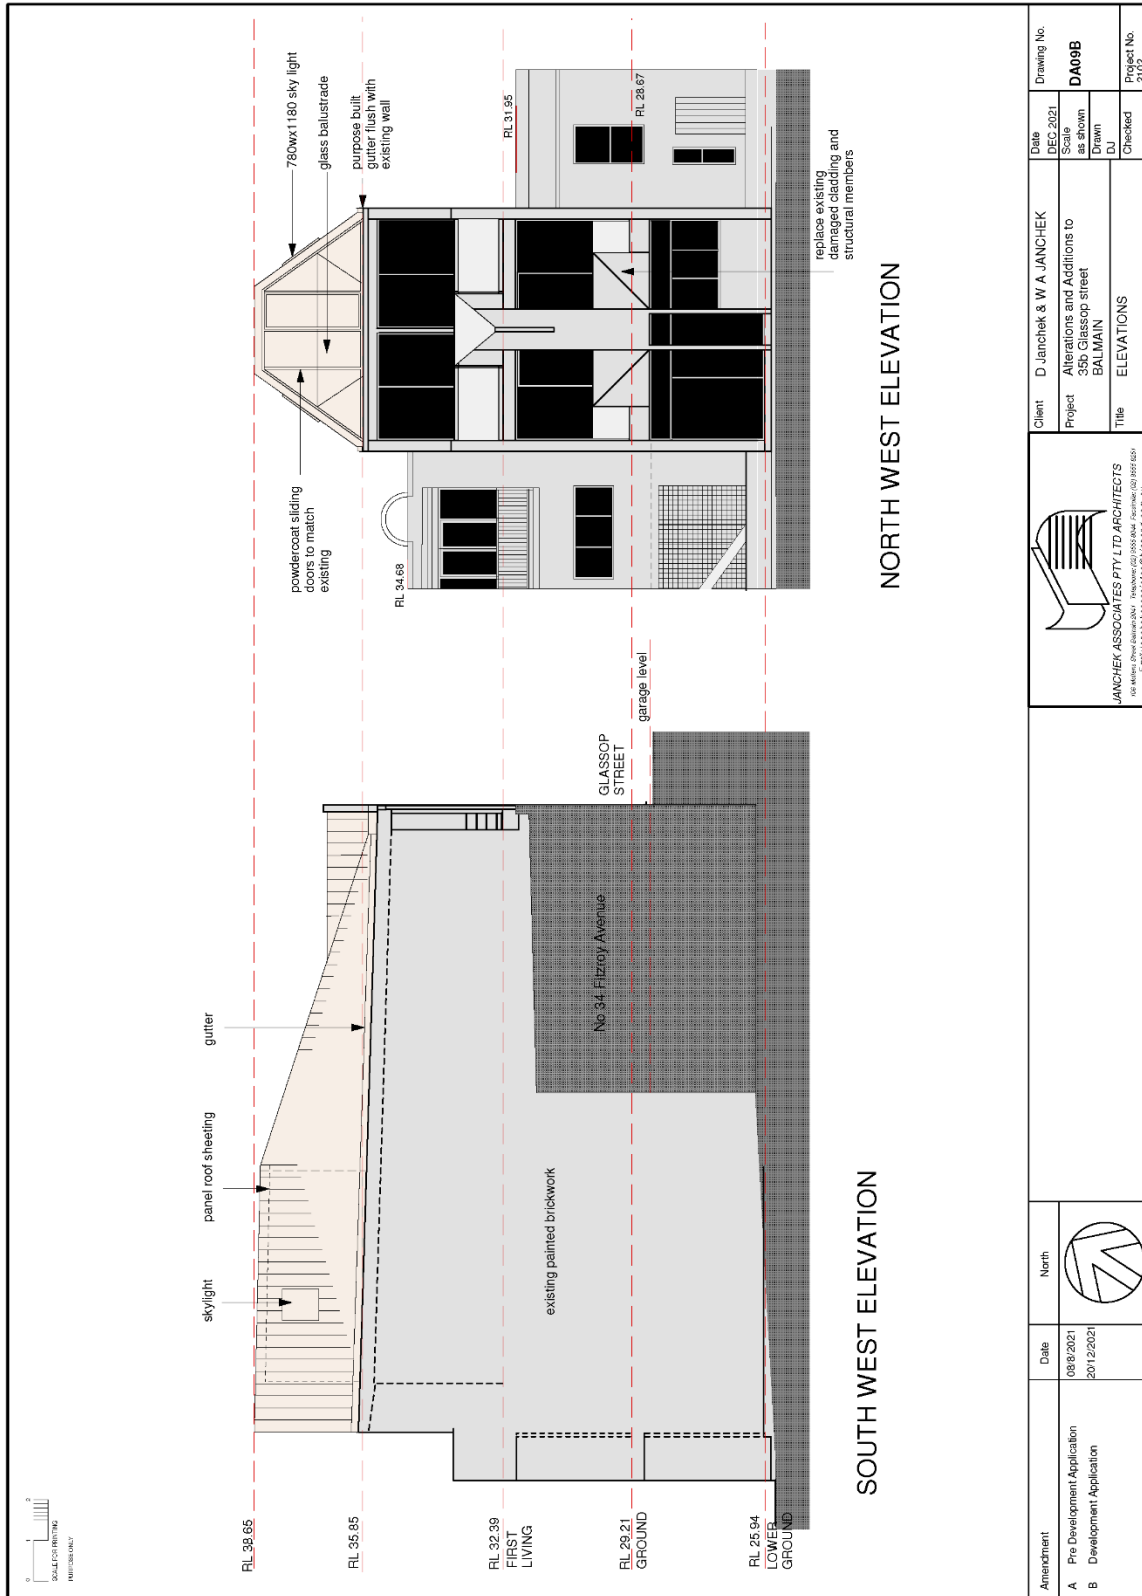 SCALE FOR PRINTING
PURPOSE ONLY
RL 38.65
RL 35.85
RL 32.39
FIRST
LIVING
RL 29.21
GROUND
RL 25.94
LOWER
GROUND
skylight
panel roof sheeting
gutter
existing painted brickwork
No 34 Fitzroy Avenue
GLASSOP
STREET
garage level
SOUTH WEST ELEVATION
powdercoat sliding
doors to match
existing
780wx1180 sky light
glass balustrade
purpose built
gutter flush with
existing wall
RL 34.68
RL 31.95
RL 28.67
replace existing
damaged cladding and
structural members
NORTH WEST ELEVATION
Amendment
Date
North
A Pre Development Application 08/8/2021
B Development Application 20/12/2021
JANCHEK ASSOCIATES PTY LTD ARCHITECTS
Client D Janchek & W A JANCHEK
Project Alterations and Additions to
35b Glassop street
BALMAIN
Title ELEVATIONS
Date
DEC 2021
Scale
as shown
Drawn
DJ
Checked
Drawing No.
DA09B
Project No.